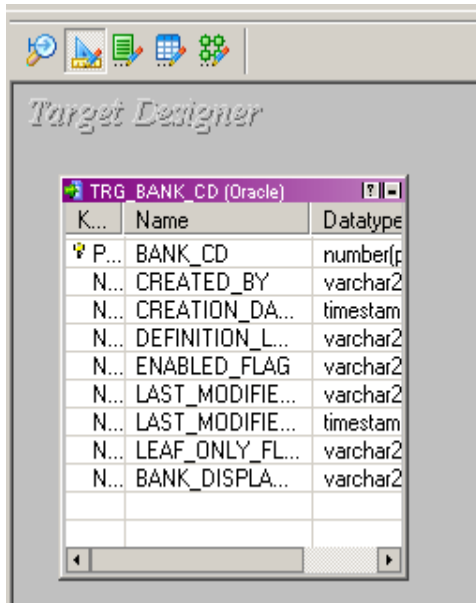 Target Designer
TRG_BANK_CD (Oracle)
K... Name Datatype
P... BANK_CD number(p
N... CREATED_BY varchar2
N... CREATION_DA... timestam
N... DEFINITION_L... varchar2
N... ENABLED_FLAG varchar2
N... LAST_MODIFIE... varchar2
N... LAST_MODIFIE... timestam
N... LEAF_ONLY_FL... varchar2
N... BANK_DISPLA... varchar2